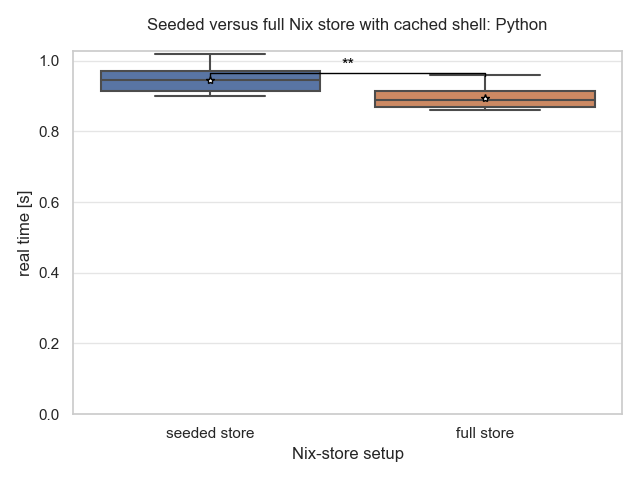 Seeded versus full Nix store with cached shell: Python
**
1.0
0.8
0.6
0.4
0.2
0.0
real time [s]
seeded store
full store
Nix-store setup